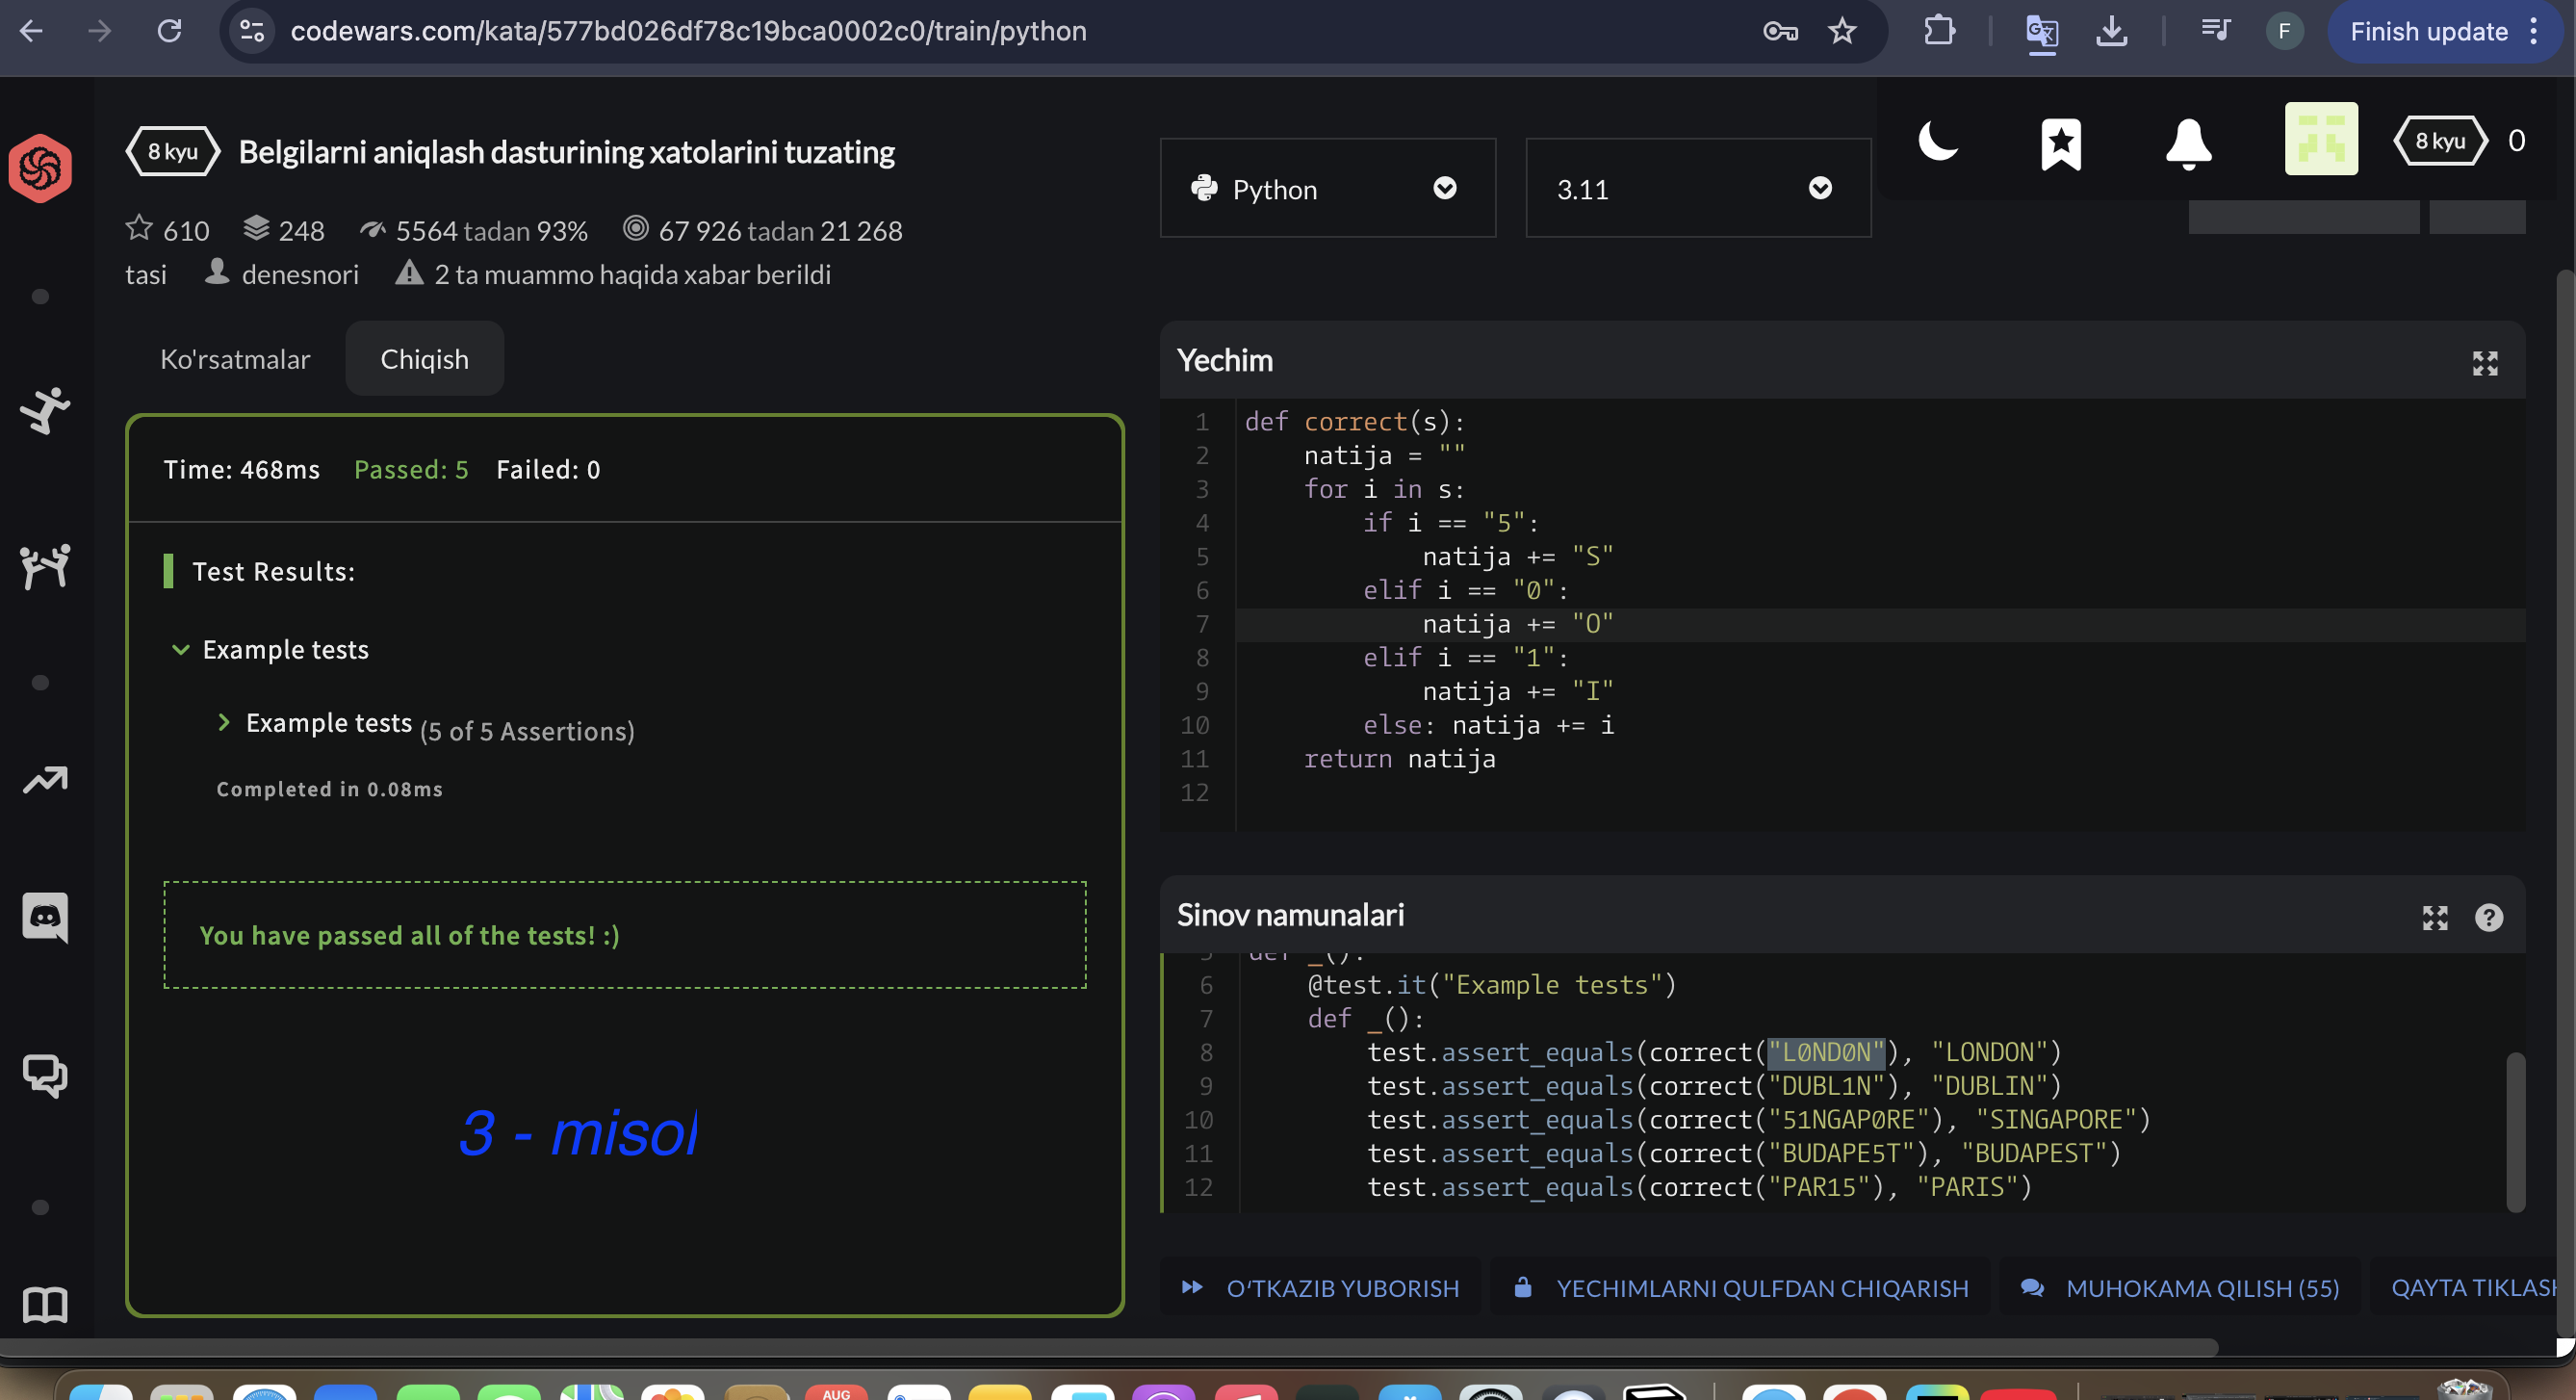 codewars.com/kata/577bd026df78c19bca0002c0/train/python
F
Finish update
8 kyu
Belgilarni aniqlash dasturining xatolarini tuzating
610
248
5564 tadan 93%
67 926 tadan 21 268
tasi
denesnori
2 ta muammo haqida xabar berildi
Python
3.11
8 kyu
0
Ko'rsatmalar
Chiqish
Time: 468ms Passed: 5 Failed: 0
Test Results:
Example tests
Example tests (5 of 5 Assertions)
Completed in 0.08ms
You have passed all of the tests! :)
3 - misol
Yechim
1 def correct(s):
2     natija = ""
3     for i in s:
4         if i == "5":
5             natija += "S"
6         elif i == "0":
7             natija += "O"
8         elif i == "1":
9             natija += "I"
10         else: natija += i
11     return natija
12
Sinov namunalari
5 def _():
6     @test.it("Example tests")
7     def _():
8         test.assert_equals(correct("L0ND0N"), "LONDON")
9         test.assert_equals(correct("DUBL1N"), "DUBLIN")
10         test.assert_equals(correct("51NGAP0RE"), "SINGAPORE")
11         test.assert_equals(correct("BUDAPE5T"), "BUDAPEST")
12         test.assert_equals(correct("PAR15"), "PARIS")
O‘TKAZIB YUBORISH
YECHIMLARNI QULFDAN CHIQARISH
MUHOKAMA QILISH (55)
QAYTA TIKLASH
AUG